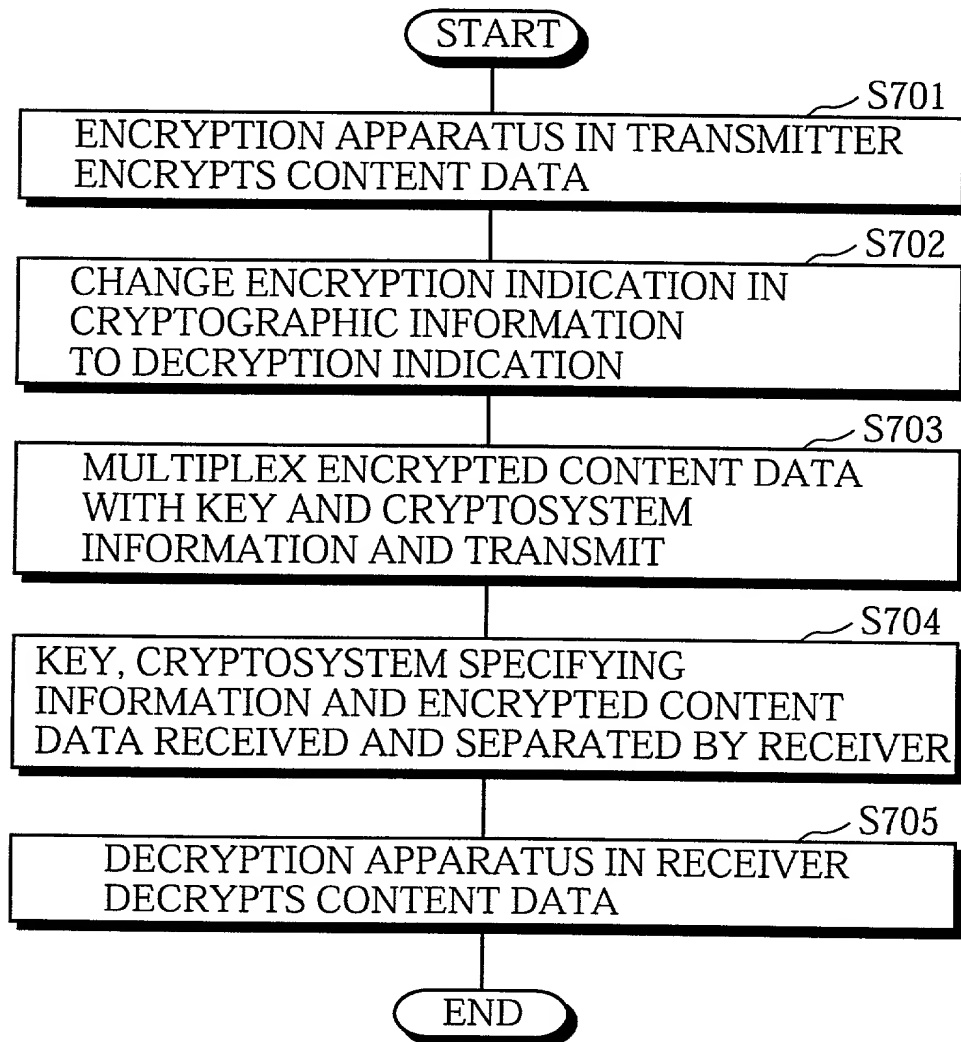 START
S701
ENCRYPTION APPARATUS IN TRANSMITTER
ENCRYPTS CONTENT DATA
S702
CHANGE ENCRYPTION INDICATION IN
CRYPTOGRAPHIC INFORMATION
TO DECRYPTION INDICATION
S703
MULTIPLEX ENCRYPTED CONTENT DATA
WITH KEY AND CRYPTOSYSTEM
INFORMATION AND TRANSMIT
S704
KEY, CRYPTOSYSTEM SPECIFYING
INFORMATION AND ENCRYPTED CONTENT
DATA RECEIVED AND SEPARATED BY RECEIVER
S705
DECRYPTION APPARATUS IN RECEIVER
DECRYPTS CONTENT DATA
END